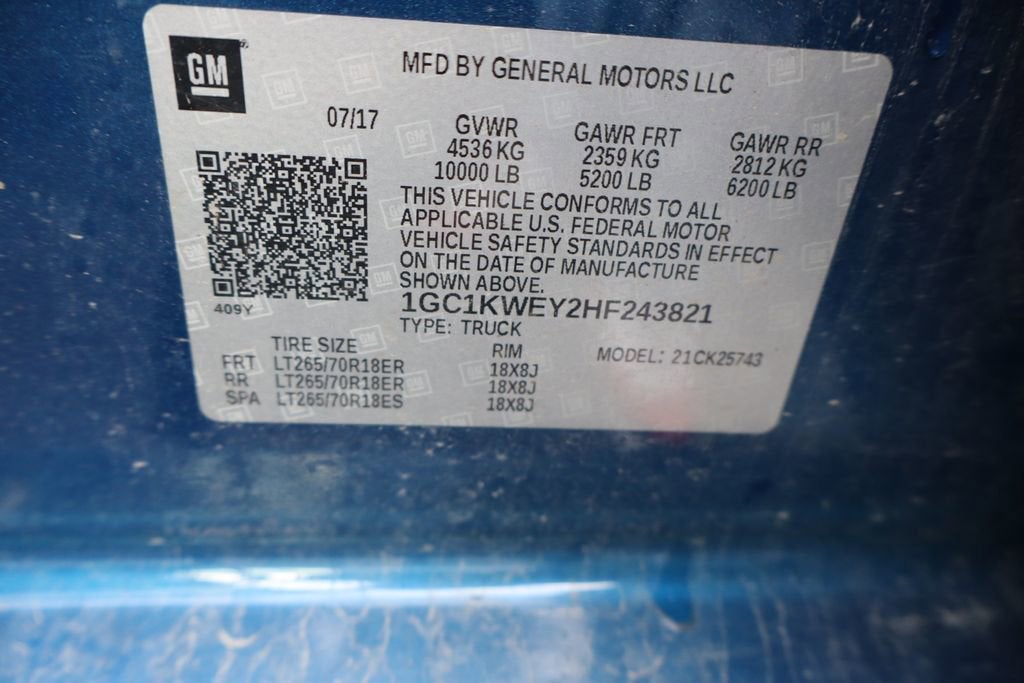 GM
MFD BY GENERAL MOTORS LLC
07/17
GVWR GAWR FRT GAWR RR
4536 KG 2359 KG 2812 KG
10000 LB 5200 LB 6200 LB
THIS VEHICLE CONFORMS TO ALL
APPLICABLE U.S. FEDERAL MOTOR
VEHICLE SAFETY STANDARDS IN EFFECT
ON THE DATE OF MANUFACTURE
SHOWN ABOVE.
409Y
1GC1KWEY2HF243821
TYPE: TRUCK
TIRE SIZE RIM MODEL: 21CK25743
FRT LT265/70R18ER 18X8J
RR LT265/70R18ER 18X8J
SPA LT265/70R18ES 18X8J